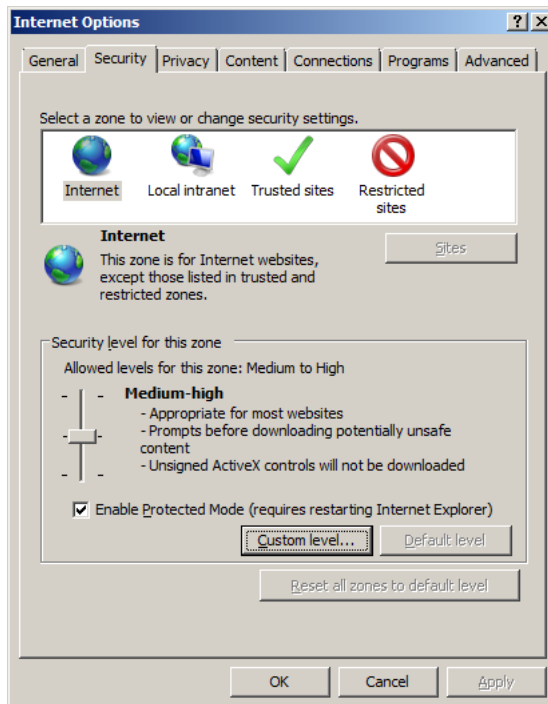 Internet Options
? X
General Security Privacy Content Connections Programs Advanced
Select a zone to view or change security settings.
Internet Local intranet Trusted sites Restricted sites
Internet
This zone is for Internet websites,
except those listed in trusted and
restricted zones.
Sites
Security level for this zone
Allowed levels for this zone: Medium to High
Medium-high
- Appropriate for most websites
- Prompts before downloading potentially unsafe
content
- Unsigned ActiveX controls will not be downloaded
Enable Protected Mode (requires restarting Internet Explorer)
Custom level... Default level
Reset all zones to default level
OK Cancel Apply